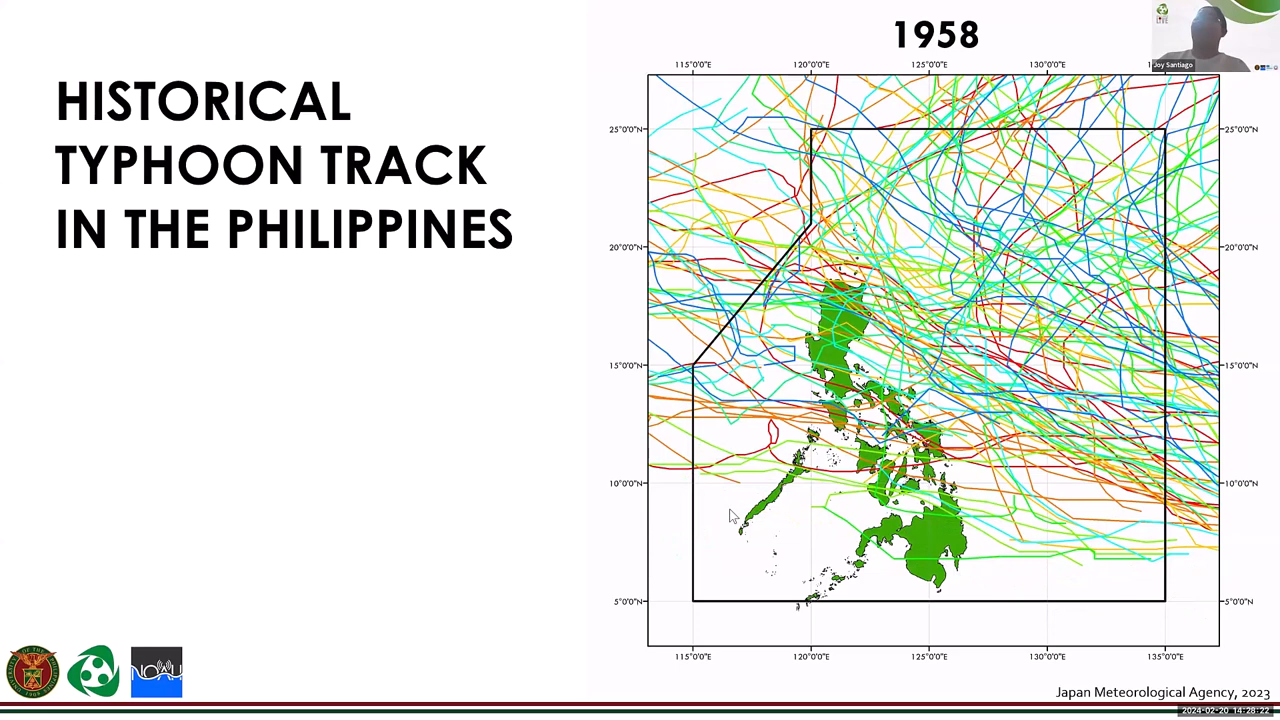 HISTORICAL
TYPHOON TRACK
IN THE PHILIPPINES
1958
Joy Santiago
115°0'0"E 120°0'0"E 125°0'0"E 130°0'0"E
25°0'0"N 25°0'0"N
20°0'0"N 20°0'0"N
15°0'0"N 15°0'0"N
10°0'0"N 10°0'0"N
5°0'0"N 5°0'0"N
115°0'0"E 120°0'0"E 125°0'0"E 130°0'0"E 135°0'0"E
NOAH
Japan Meteorological Agency, 2023
2024-02-20 14:28:22